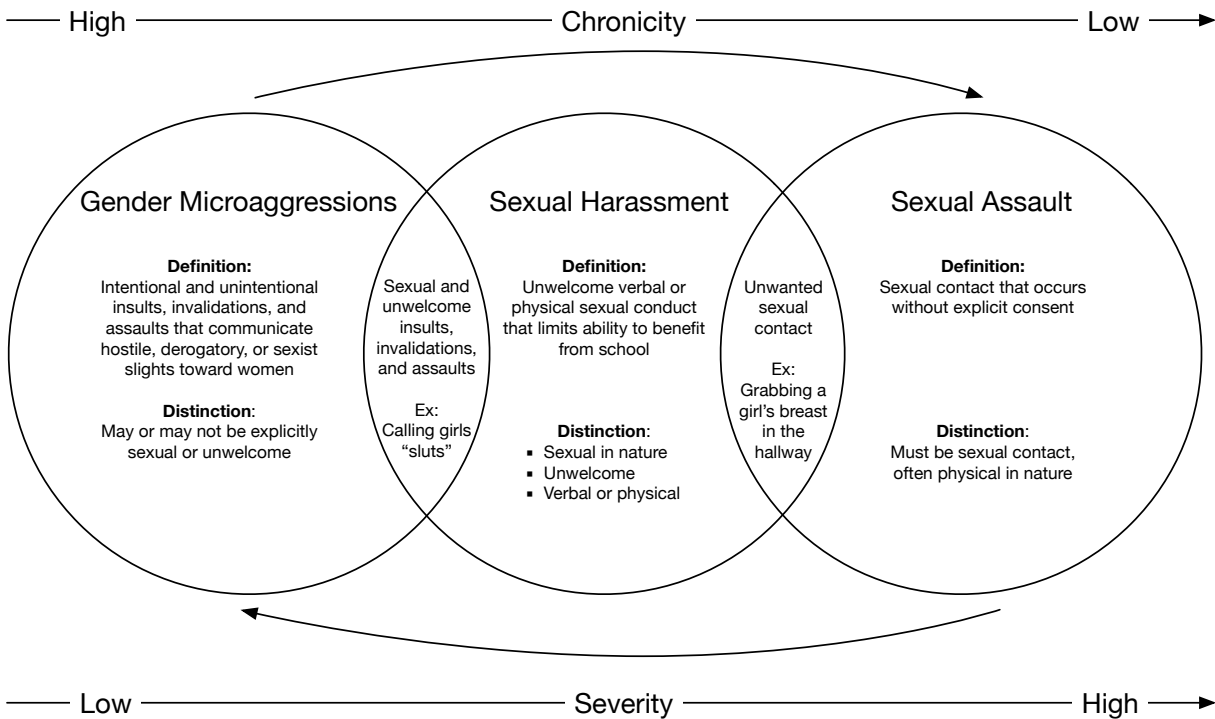 High Chronicity Low
Gender Microaggressions
Definition:
Intentional and unintentional
insults, invalidations, and
assaults that communicate
hostile, derogatory, or sexist
slights toward women
Distinction:
May or may not be explicitly
sexual or unwelcome
Sexual and
unwelcome
insults,
invalidations,
and assaults
Ex:
Calling girls
“sluts”
Sexual Harassment
Definition:
Unwelcome verbal or
physical sexual conduct
that limits ability to benefit
from school
Distinction:
▪ Sexual in nature
▪ Unwelcome
▪ Verbal or physical
Unwanted
sexual
contact
Ex:
Grabbing a
girl’s breast
in the
hallway
Sexual Assault
Definition:
Sexual contact that occurs
without explicit consent
Distinction:
Must be sexual contact,
often physical in nature
Low Severity High